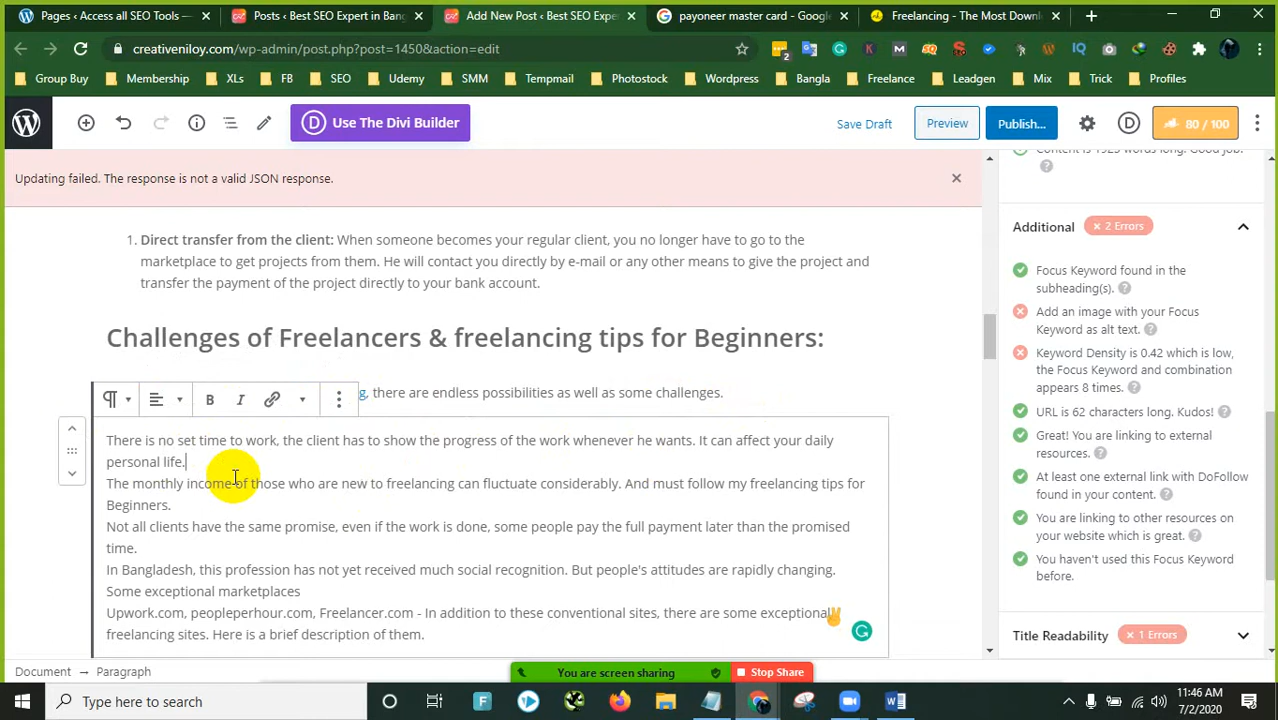 Pages ‹ Access all SEO Tools –
Posts ‹ Best SEO Expert in Bang
Add New Post ‹ Best SEO Expe
payoneer master card - Google
Freelancing - The Most Downl
creativeniloy.com/wp-admin/post.php?post=1450&action=edit
Group Buy
Membership
XLs
FB
SEO
Udemy
SMM
Tempmail
Photostock
Wordpress
Bangla
Freelance
Leadgen
Mix
Trick
Profiles
Use The Divi Builder
Save Draft
Preview
Publish...
80 / 100
Updating failed. The response is not a valid JSON response.
1. Direct transfer from the client: When someone becomes your regular client, you no longer have to go to the
marketplace to get projects from them. He will contact you directly by e-mail or any other means to give the project and
transfer the payment of the project directly to your bank account.
Challenges of Freelancers & freelancing tips for Beginners:
g, there are endless possibilities as well as some challenges.
There is no set time to work, the client has to show the progress of the work whenever he wants. It can affect your daily
personal life.
The monthly income of those who are new to freelancing can fluctuate considerably. And must follow my freelancing tips for
Beginners.
Not all clients have the same promise, even if the work is done, some people pay the full payment later than the promised
time.
In Bangladesh, this profession has not yet received much social recognition. But people's attitudes are rapidly changing.
Some exceptional marketplaces
Upwork.com, peopleperhour.com, Freelancer.com - In addition to these conventional sites, there are some exceptional
freelancing sites. Here is a brief description of them.
Content is 1923 words long. Good job!
Additional
× 2 Errors
Focus Keyword found in the
subheading(s).
Add an image with your Focus
Keyword as alt text.
Keyword Density is 0.42 which is low,
the Focus Keyword and combination
appears 8 times.
URL is 62 characters long. Kudos!
Great! You are linking to external
resources.
At least one external link with DoFollow
found in your content.
You are linking to other resources on
your website which is great.
You haven't used this Focus Keyword
before.
Title Readability
× 1 Errors
Document → Paragraph
You are screen sharing
Stop Share
Type here to search
11:46 AM
7/2/2020